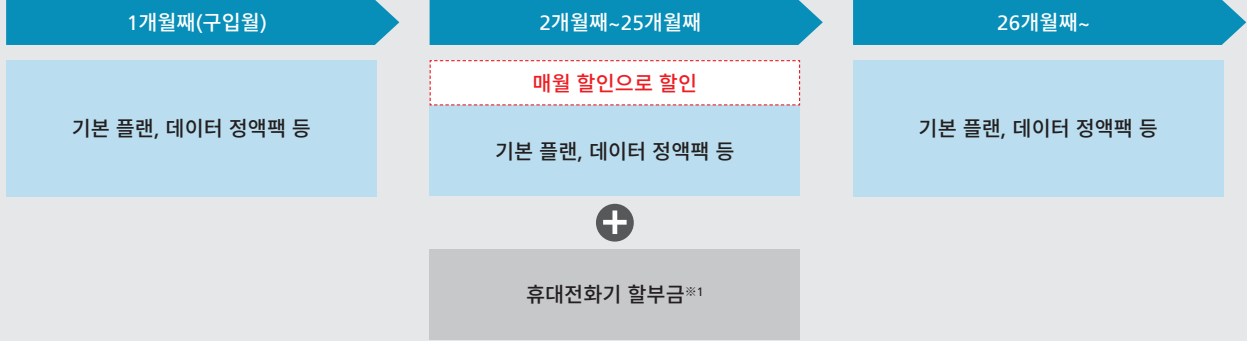 1개월째(구입월)
2개월째~25개월째
26개월째~
기본 플랜, 데이터 정액팩 등
매월 할인으로 할인
기본 플랜, 데이터 정액팩 등
기본 플랜, 데이터 정액팩 등
휴대전화기 할부금※1